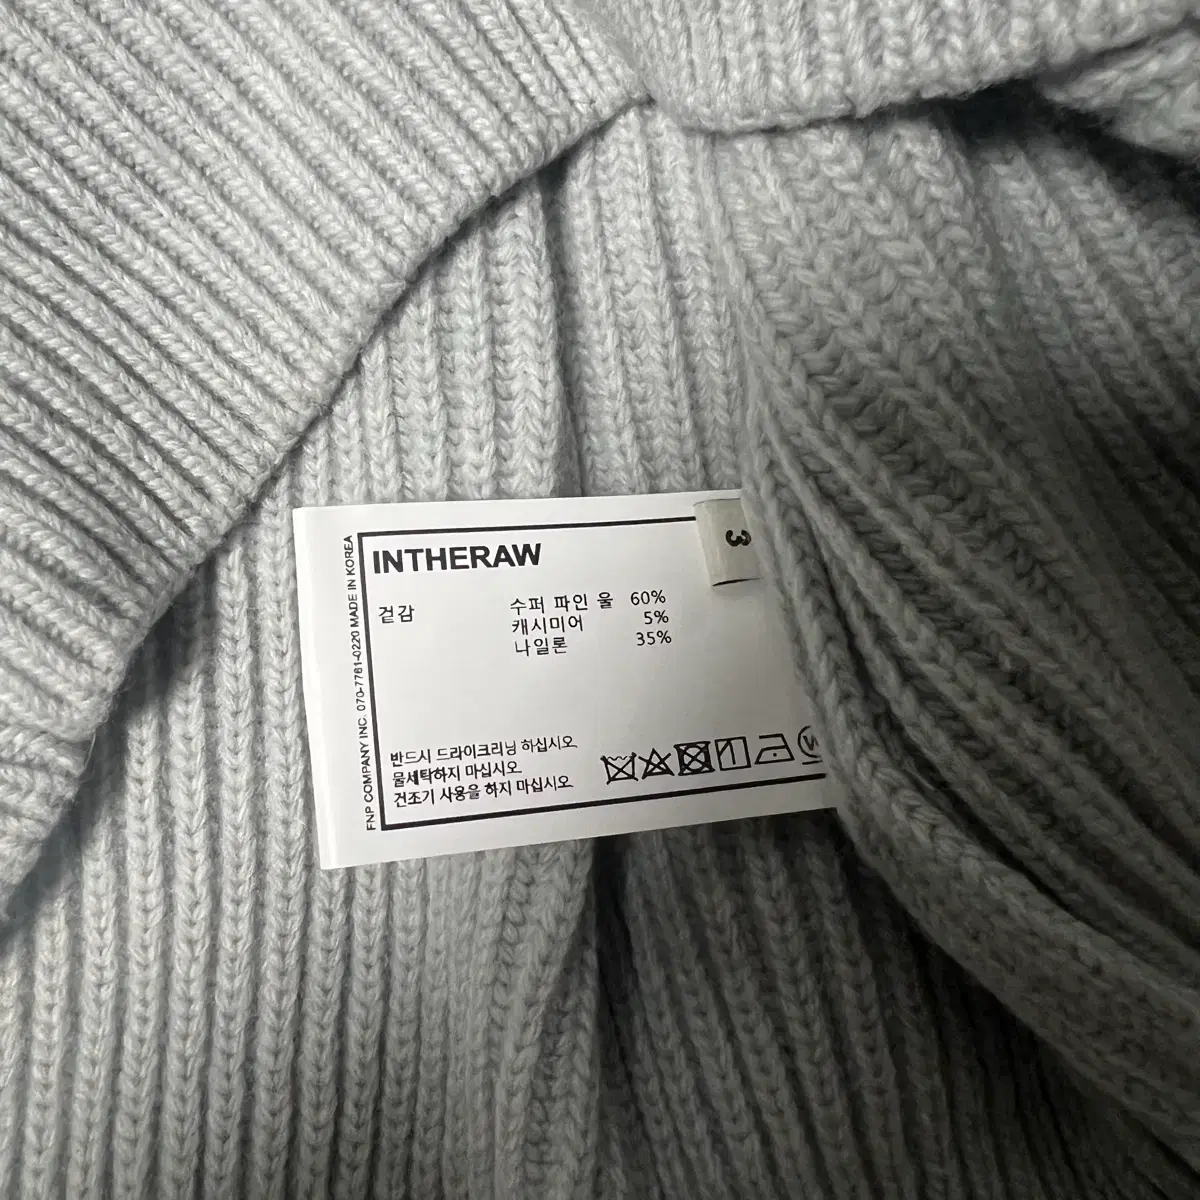 INTHERAW
3
겉감
수퍼 파인 울 60%
캐시미어 5%
나일론 35%
반드시 드라이크리닝 하십시오
물세탁하지 마십시오
건조기 사용을 하지 마십시오
FNP COMPANY INC. 070-7761-0220 MADE IN KOREA